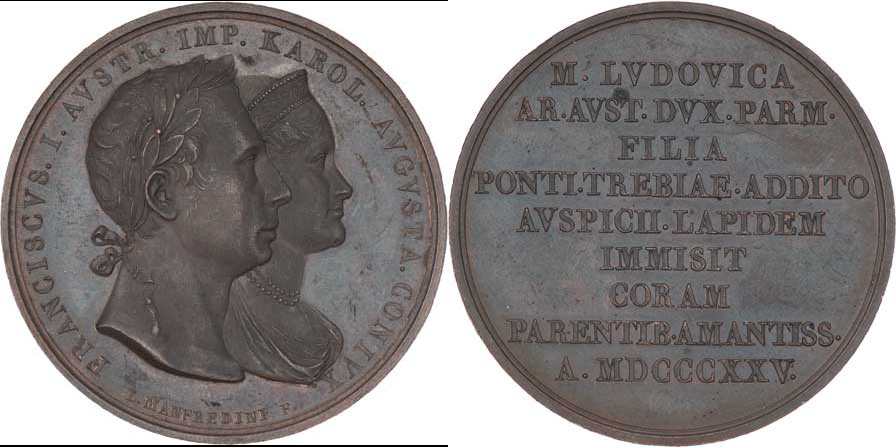 FRANCISCVS. I. AVSTR. IMP. KAROL. AVGVSTA. CONIVX
L. MANFREDINI F.
M. LVDOVICA
AR. AVST. DVX. PARM.
FILIA
PONTI. TREBIAE. ADDITO
AVSPICII. LAPIDEM
IMMISIT
CORAM
PARENTIB. AMANTISS.
A. MDCCCXXV.